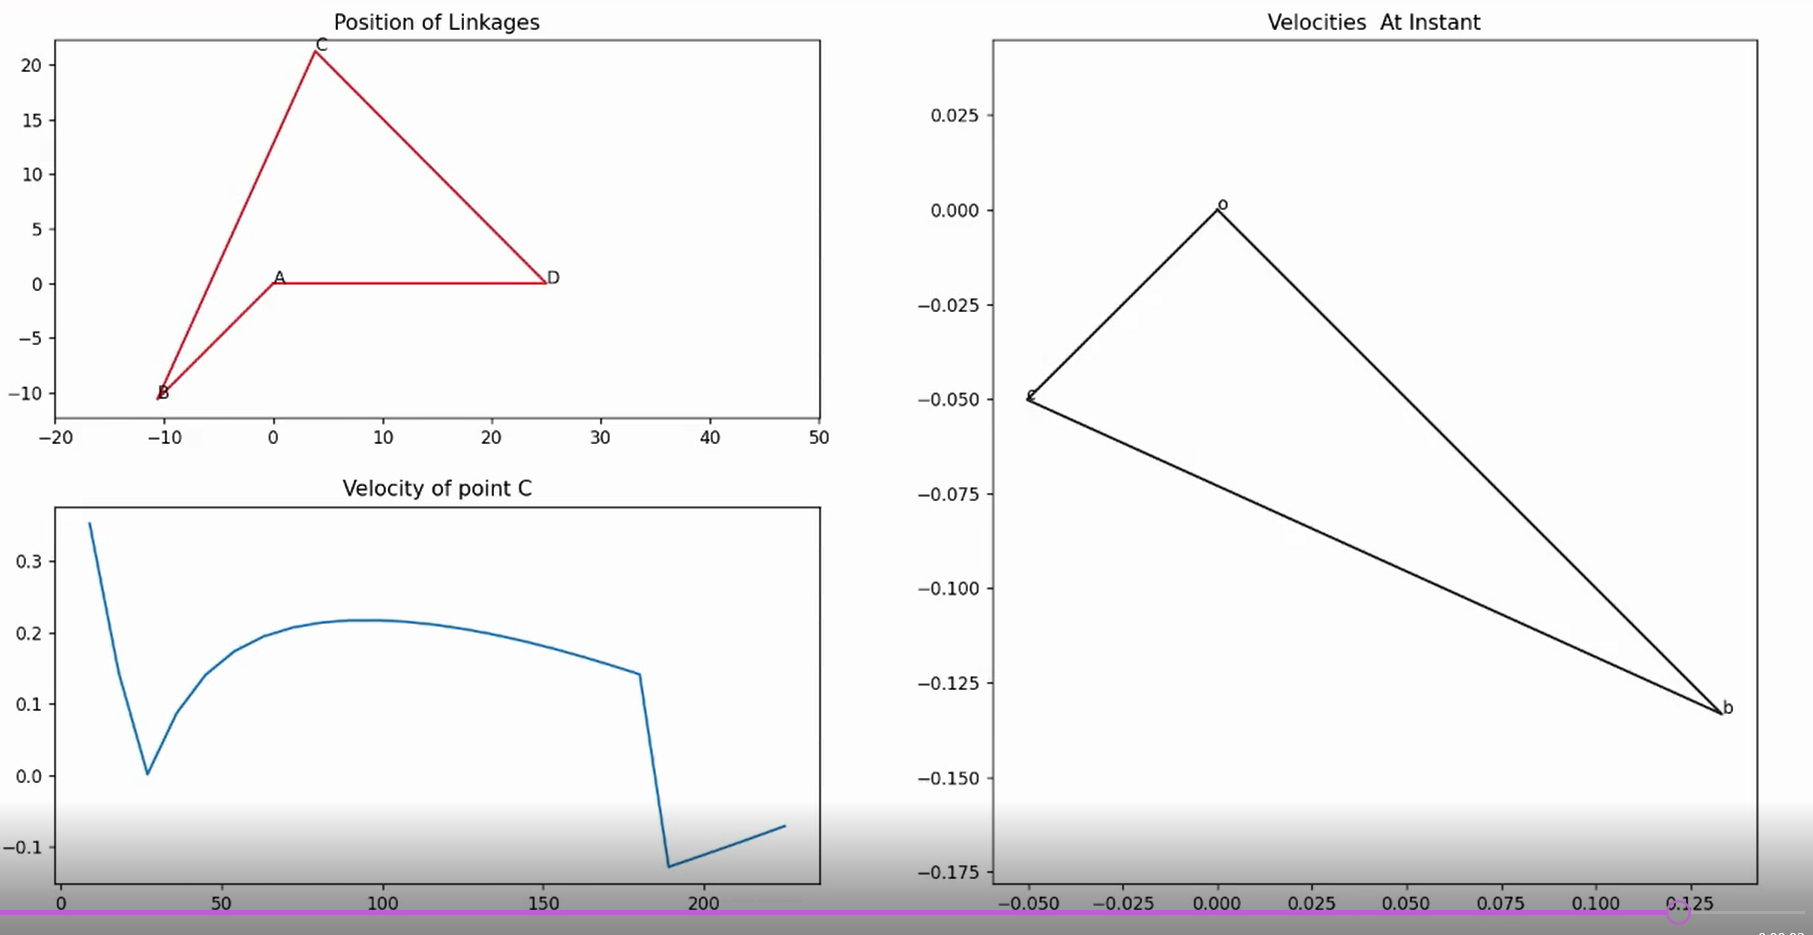 Position of Linkages
C
20
15
10
5
0
−5
−10
A
D
B
−20 −10 0 10 20 30 40 50
Velocity of point C
0.3
0.2
0.1
0.0
−0.1
0 50 100 150 200
Velocities At Instant
0.025
0.000
−0.025
−0.050
−0.075
−0.100
−0.125
−0.150
−0.175
o
c
b
−0.050 −0.025 0.000 0.025 0.050 0.075 0.100 0.125